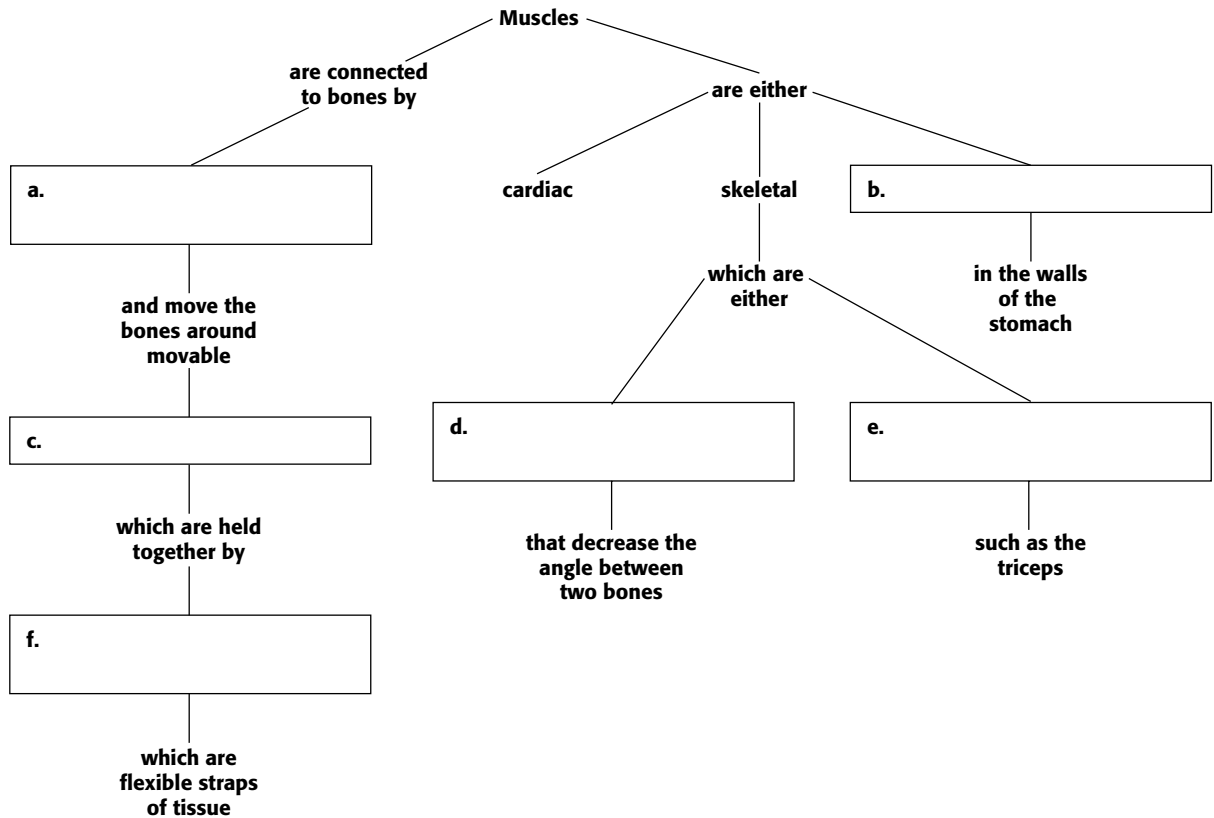 Muscles
are connected
to bones by
are either
a.
cardiac
skeletal
b.
and move the
bones around
movable
which are
either
in the walls
of the
stomach
c.
d.
e.
which are held
together by
that decrease the
angle between
two bones
such as the
triceps
f.
which are
flexible straps
of tissue